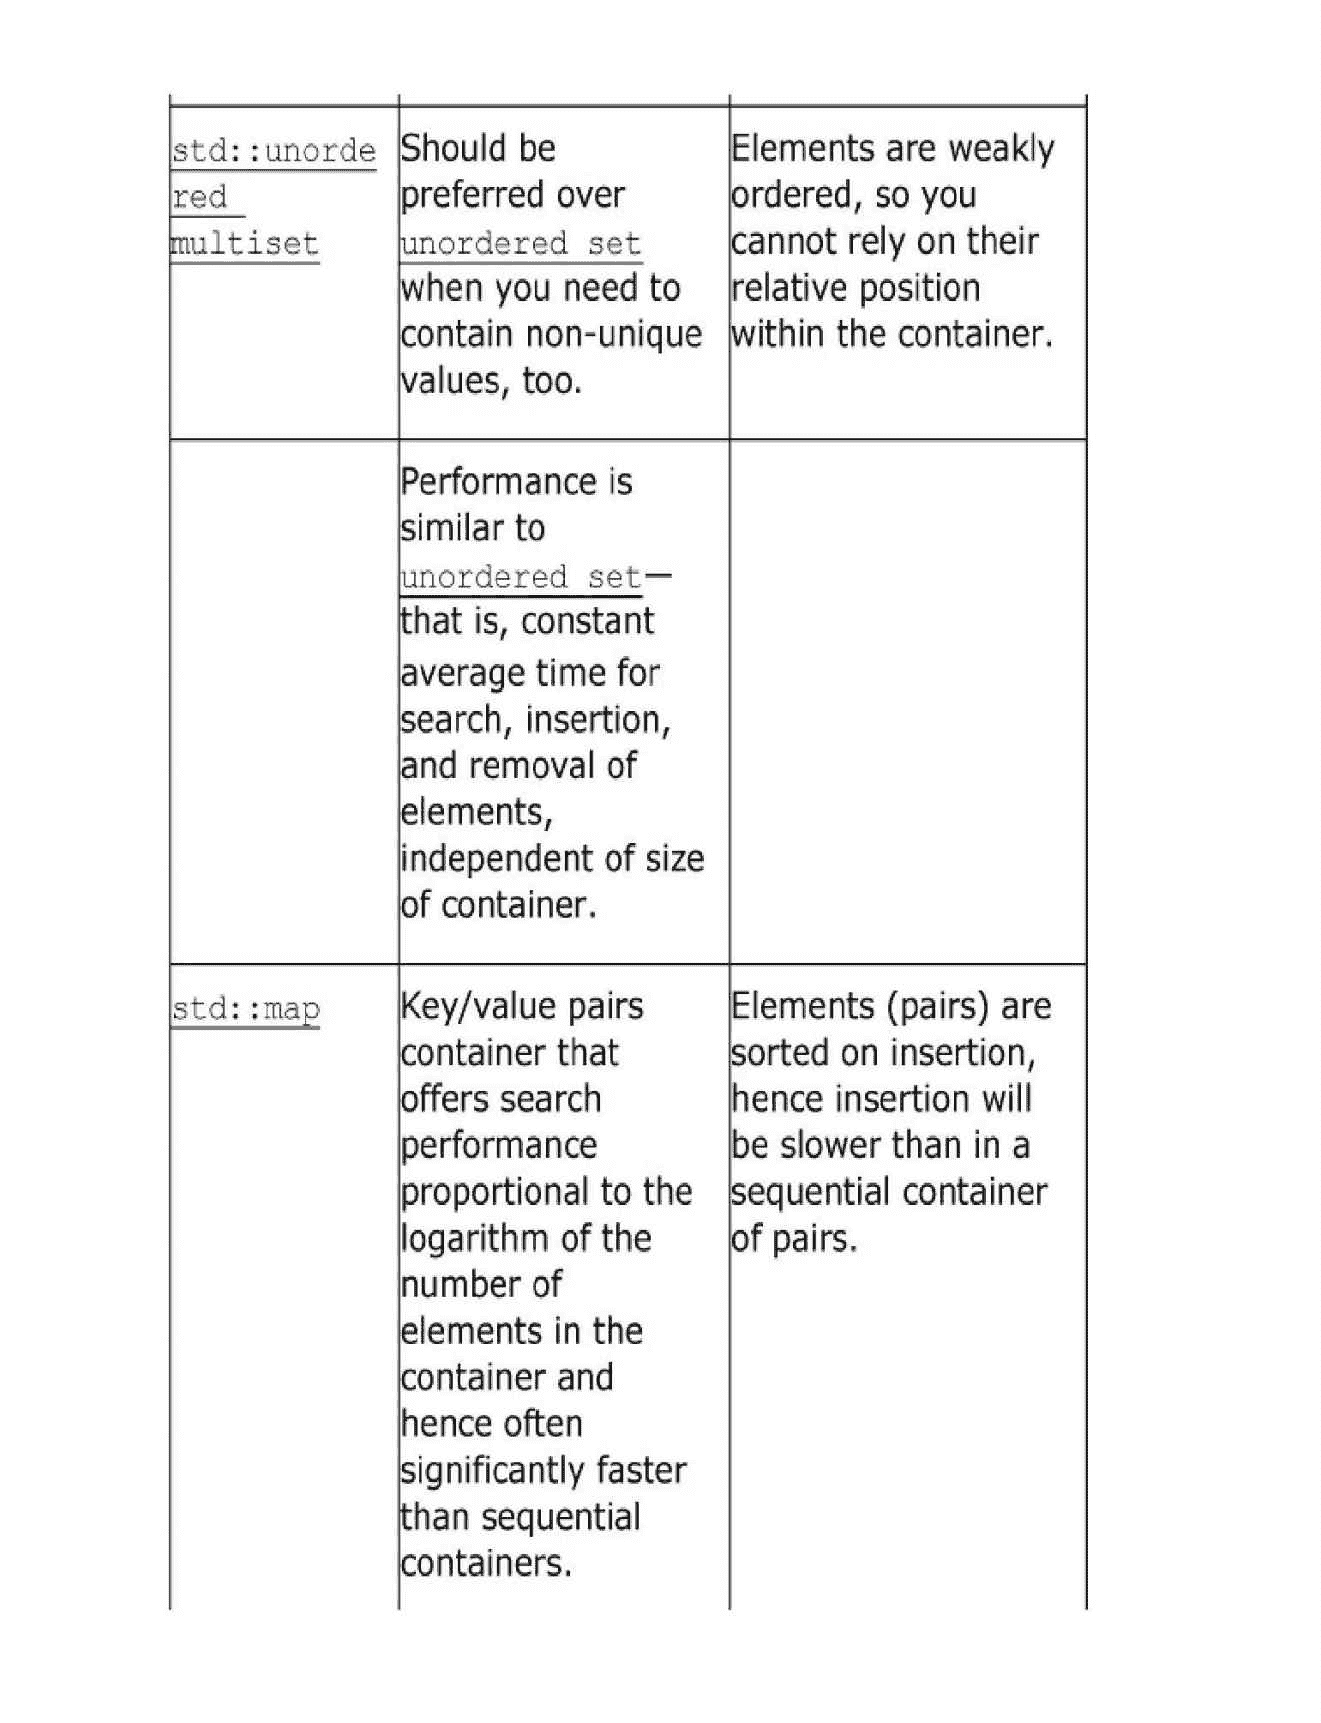 std::unorde
red
multiset
Should be
preferred over
unordered set
when you need to
contain non-unique
values, too.
Elements are weakly
ordered, so you
cannot rely on their
relative position
within the container.
Performance is
similar to
unordered set—
that is, constant
average time for
search, insertion,
and removal of
elements,
independent of size
of container.
std::map
Key/value pairs
container that
offers search
performance
proportional to the
logarithm of the
number of
elements in the
container and
hence often
significantly faster
than sequential
containers.
Elements (pairs) are
sorted on insertion,
hence insertion will
be slower than in a
sequential container
of pairs.